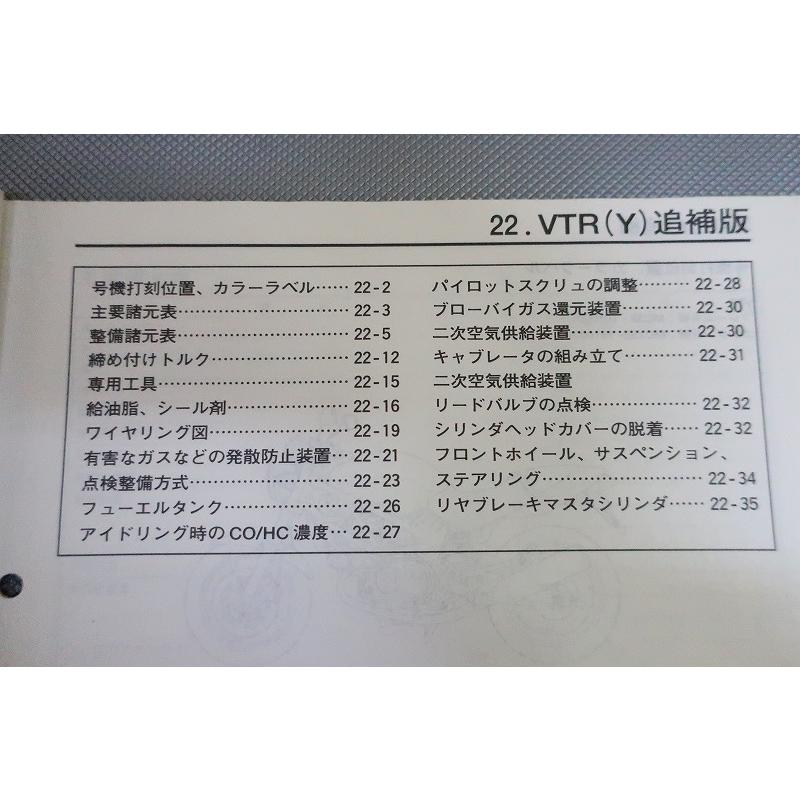 22.VTR(Y)追補版
号機打刻位置、カラーラベル……22-2
主要諸元表…………………………22-3
整備諸元表…………………………22-5
締め付けトルク……………………22-12
専用工具……………………………22-15
給油脂、シール剤…………………22-16
ワイヤリング図……………………22-19
有害なガスなどの発散防止装置…22-21
点検整備方式………………………22-23
フューエルタンク…………………22-26
アイドリング時のCO/HC濃度…22-27
パイロットスクリュの調整………22-28
ブローバイガス還元装置…………22-30
二次空気供給装置…………………22-30
キャブレータの組み立て…………22-31
二次空気供給装置
リードバルブの点検………………22-32
シリンダヘッドカバーの脱着……22-32
フロントホイール、サスペンション、
ステアリング………………………22-34
リヤブレーキマスタシリンダ……22-35